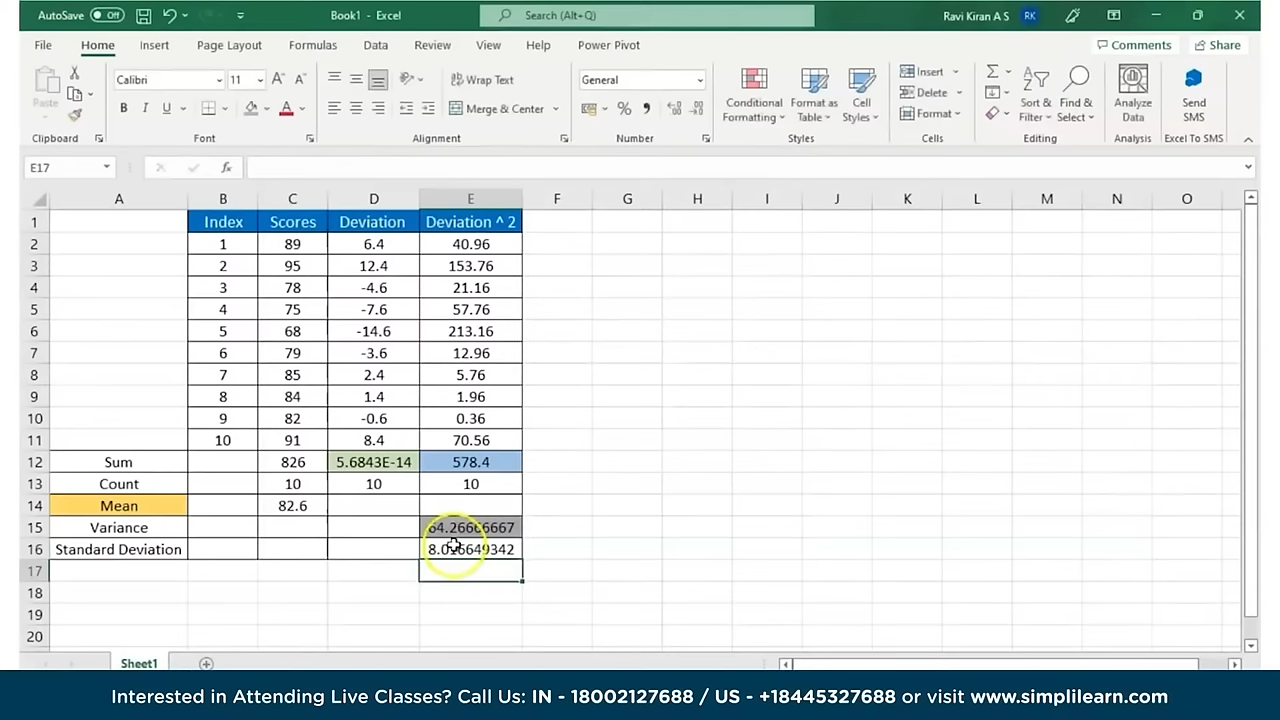 AutoSave Off Book1 - Excel Search (Alt+Q) Ravi Kiran A S RK
File Home Insert Page Layout Formulas Data Review View Help Power Pivot Comments Share
Paste Calibri 11 A^ Aˇ Wrap Text General Conditional Formatting Format as Table Cell Styles Insert Sort & Filter Find & Select Analyze Data Send SMS
B I U A Merge & Center % , Delete
Format
Clipboard Font Alignment Number Styles Cells Editing Analysis Excel To SMS
E17 fx
A B C D E F G H I J K L M N O
1 Index Scores Deviation Deviation ^ 2
2 1 89 6.4 40.96
3 2 95 12.4 153.76
4 3 78 -4.6 21.16
5 4 75 -7.6 57.76
6 5 68 -14.6 213.16
7 6 79 -3.6 12.96
8 7 85 2.4 5.76
9 8 84 1.4 1.96
10 9 82 -0.6 0.36
11 10 91 8.4 70.56
12 Sum 826 5.6843E-14 578.4
13 Count 10 10 10
14 Mean 82.6
15 Variance 64.26666667
16 Standard Deviation 8.016649342
17
18
19
20
Sheet1
Interested in Attending Live Classes? Call Us: IN - 18002127688 / US - +18445327688 or visit www.simplilearn.com